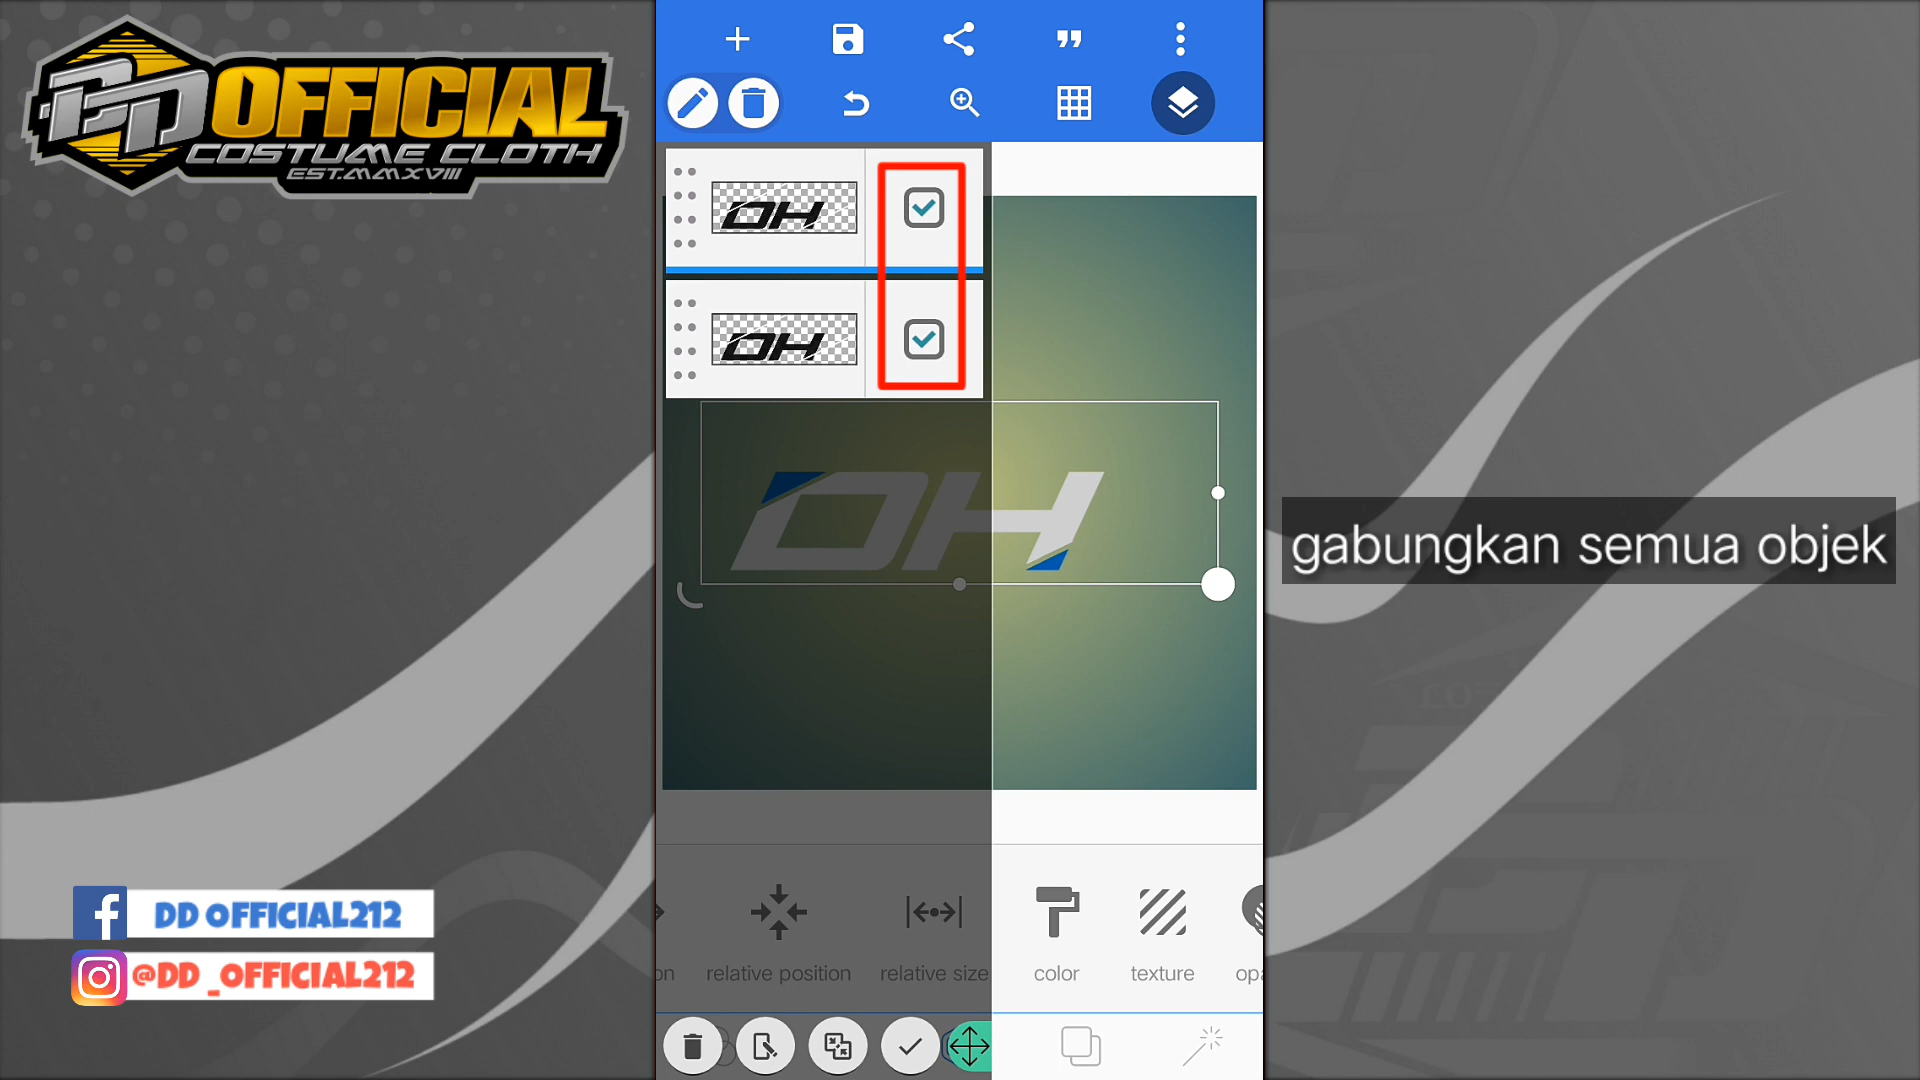 DD OFFICIAL
COSTUME CLOTH
EST.MMXVIII
DH
DH
DH
gabungkan semua objek
relative position
relative size
color
texture
DD OFFICIAL212
@DD_OFFICIAL212